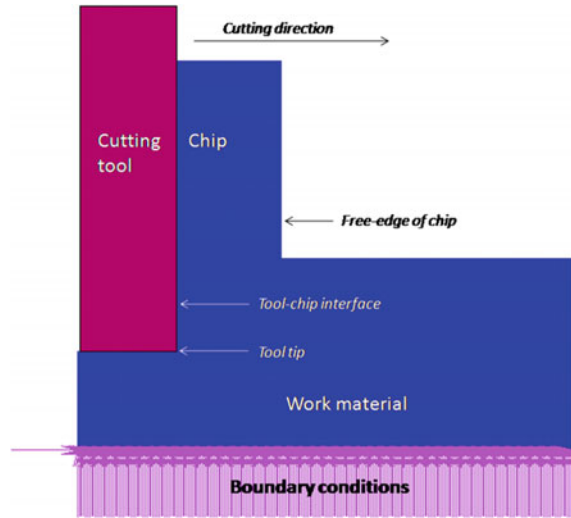 Cutting direction
Cutting
tool
Chip
Free-edge of chip
Tool-chip interface
Tool tip
Work material
Boundary conditions